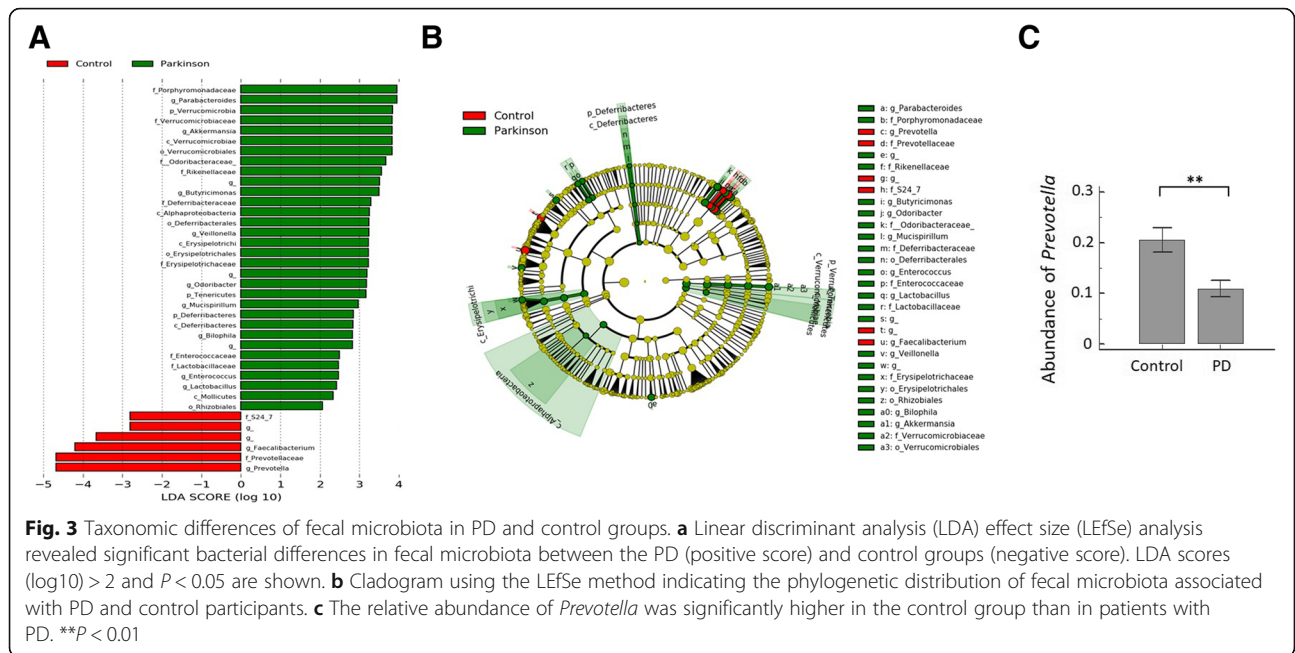 A
Control
Parkinson
f_Porphyromonadaceae
g_Parabacteroides
p_Verrucomicrobia
f_Verrucomicrobiaceae
g_Akkermansia
c_Verrucomicrobiae
o_Verrucomicrobiales
f__Odoribacteraceae_
f_Rikenellaceae
g_
g_Butyricimonas
f_Deferribacteraceae
c_Alphaproteobacteria
o_Deferribacterales
g_Veillonella
c_Erysipelotrichi
o_Erysipelotrichales
f_Erysipelotrichaceae
g_
g_Odoribacter
p_Tenericutes
g_Mucispirillum
p_Deferribacteres
c_Deferribacteres
g_Bilophila
g_
f_Enterococcaceae
f_Lactobacillaceae
g_Enterococcus
g_Lactobacillus
c_Mollicutes
o_Rhizobiales
f_S24_7
g_
g_
g_Faecalibacterium
f_Prevotellaceae
g_Prevotella
−5 −4 −3 −2 −1 0 1 2 3 4
LDA SCORE (log 10)
B
Control
Parkinson
p_Deferribacteres
c_Deferribacteres
n
m
c_Erysipelotrichi
y
x
w
c_Alphaproteobacteria
z
a0
a1
a2
a3
a: g_Parabacteroides
b: f_Porphyromonadaceae
c: g_Prevotella
d: f_Prevotellaceae
e: g_
f: f_Rikenellaceae
g: g_
h: f_S24_7
i: g_Butyricimonas
j: g_Odoribacter
k: f__Odoribacteraceae_
l: g_Mucispirillum
m: f_Deferribacteraceae
n: o_Deferribacterales
o: g_Enterococcus
p: f_Enterococcaceae
q: g_Lactobacillus
r: f_Lactobacillaceae
s: g_
t: g_
u: g_Faecalibacterium
v: g_Veillonella
w: g_
x: f_Erysipelotrichaceae
y: o_Erysipelotrichales
z: o_Rhizobiales
a0: g_Bilophila
a1: g_Akkermansia
a2: f_Verrucomicrobiaceae
a3: o_Verrucomicrobiales
C
Abundance of Prevotella
0.3
0.2
0.1
0
**
Control PD
Fig. 3 Taxonomic differences of fecal microbiota in PD and control groups. a Linear discriminant analysis (LDA) effect size (LEfSe) analysis
revealed significant bacterial differences in fecal microbiota between the PD (positive score) and control groups (negative score). LDA scores
(log10) > 2 and P < 0.05 are shown. b Cladogram using the LEfSe method indicating the phylogenetic distribution of fecal microbiota associated
with PD and control participants. c The relative abundance of Prevotella was significantly higher in the control group than in patients with
PD. **P < 0.01